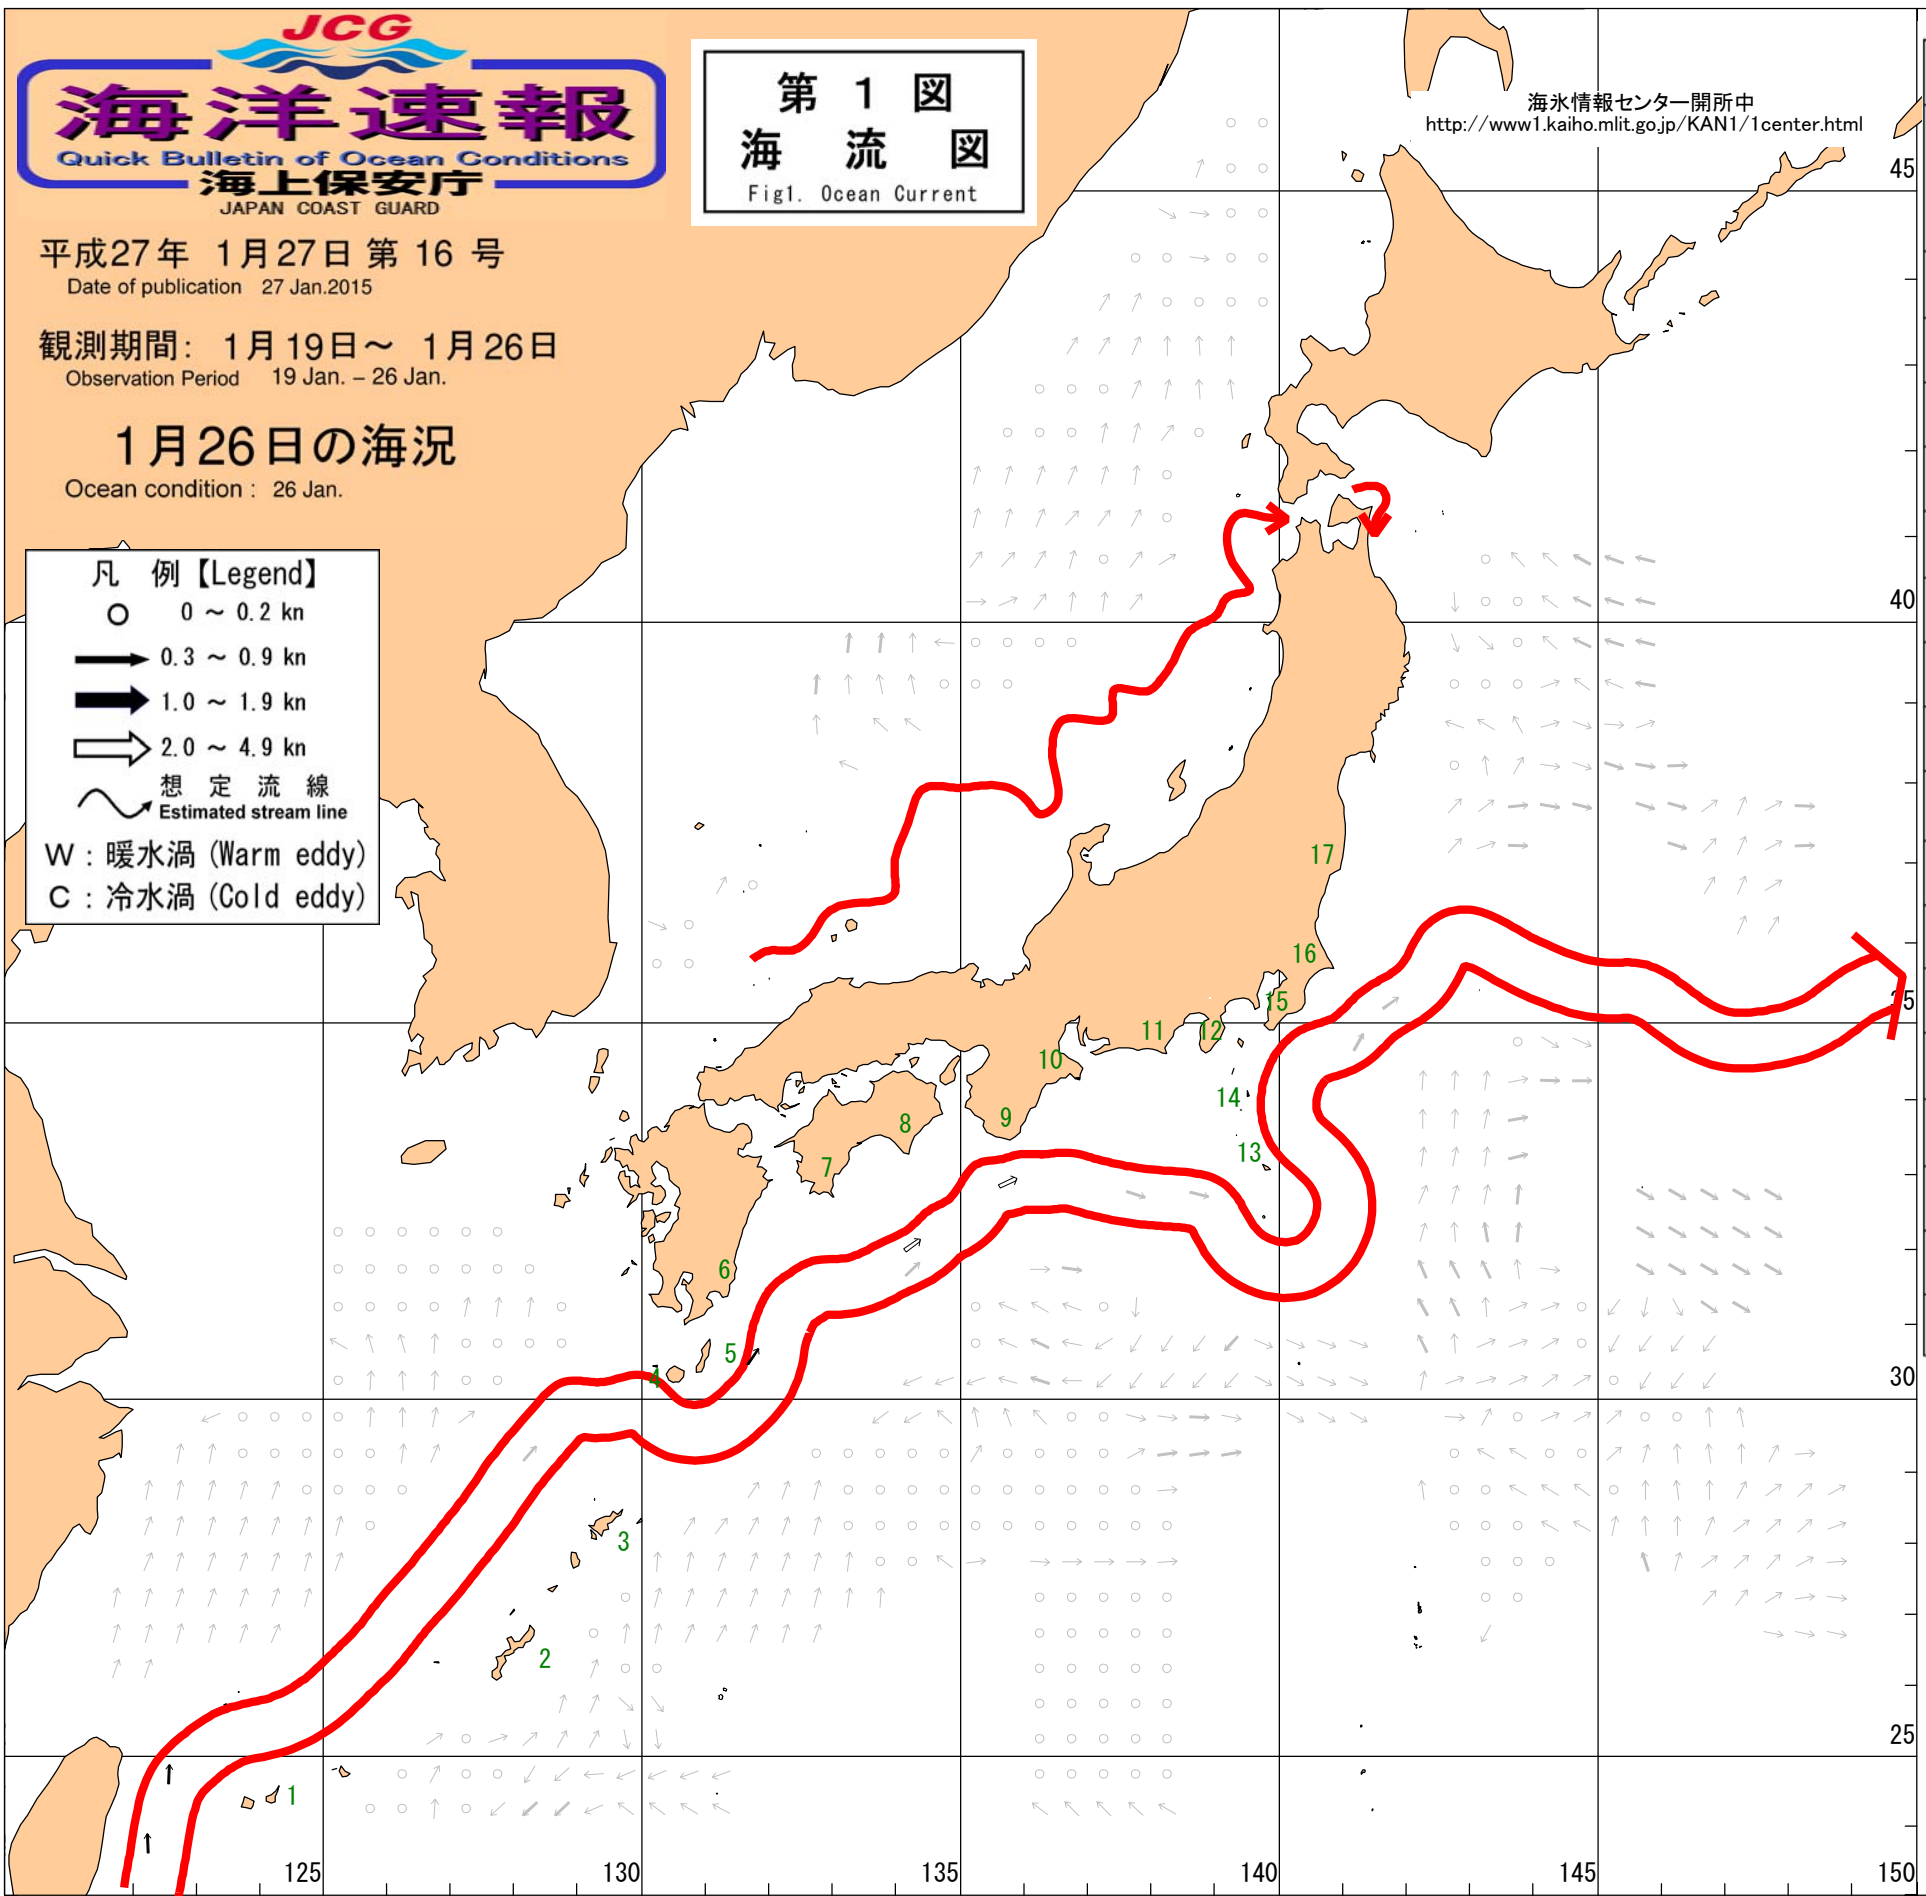 JCG
海洋速報
Quick Bulletin of Ocean Conditions
海上保安庁
JAPAN COAST GUARD
第 1 図
海 流 図
Fig1. Ocean Current
海氷情報センター開所中
http://www1.kaiho.mlit.go.jp/KAN1/1center.html
平成27年 1月27日 第 16 号
Date of publication 27 Jan.2015
観測期間: 1月19日～ 1月26日
Observation Period 19 Jan. – 26 Jan.
1月26日の海況
Ocean condition : 26 Jan.
凡 例【Legend】
0 ～ 0.2 kn
0.3 ～ 0.9 kn
1.0 ～ 1.9 kn
2.0 ～ 4.9 kn
想 定 流 線
Estimated stream line
W : 暖水渦 (Warm eddy)
C : 冷水渦 (Cold eddy)
45
40
35
30
25
17
16
15
12
11
10
14
9
8
13
7
6
5
4
3
2
1
125
130
135
140
145
150